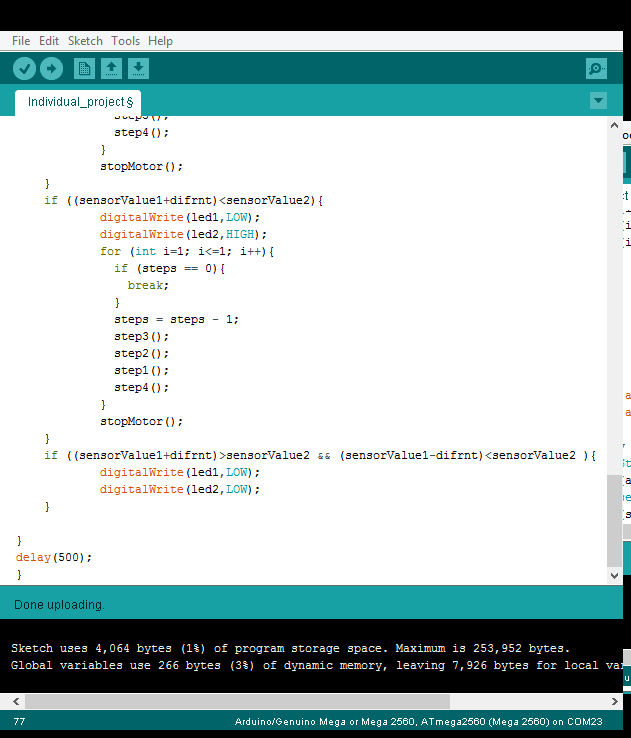 File Edit Sketch Tools Help
Individual_project §
step4();
}
stopMotor();
}
if ((sensorValue1+difrnt)<sensorValue2){
digitalWrite(led1,LOW);
digitalWrite(led2,HIGH);
for (int i=1; i<=1; i++){
if (steps == 0){
break;
}
steps = steps - 1;
step3();
step2();
step1();
step4();
}
stopMotor();
}
if ((sensorValue1+difrnt)>sensorValue2 && (sensorValue1-difrnt)<sensorValue2 ){
digitalWrite(led1,LOW);
digitalWrite(led2,LOW);
}
}
delay(500);
}
Done uploading.
Sketch uses 4,064 bytes (1%) of program storage space. Maximum is 253,952 bytes.
Global variables use 266 bytes (3%) of dynamic memory, leaving 7,926 bytes for local
77 Arduino/Genuino Mega or Mega 2560, ATmega2560 (Mega 2560) on COM23